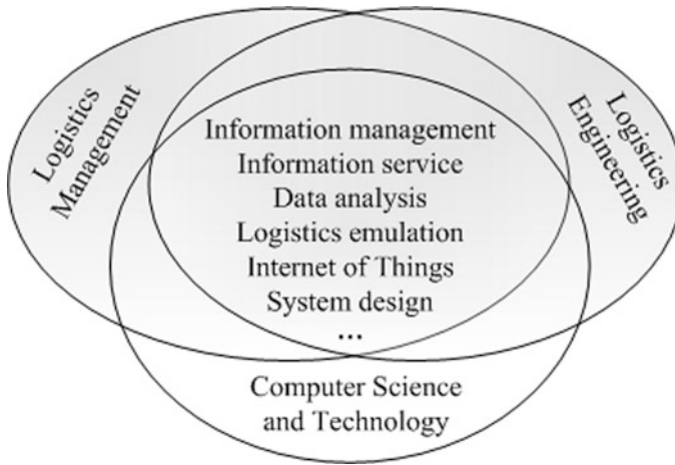 Logistics
Management
Logistics
Engineering
Information management
Information service
Data analysis
Logistics emulation
Internet of Things
System design
...
Computer Science
and Technology